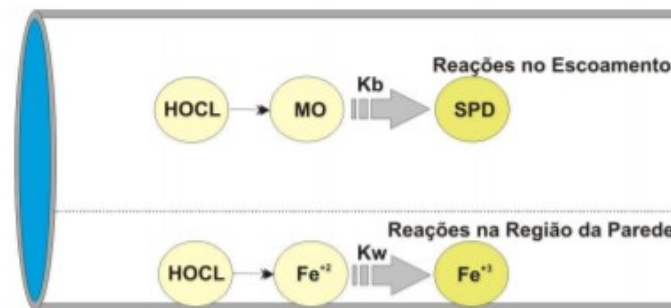 Reações no Escoamento
HOCL MO Kb SPD
Reações na Região da Parede
HOCL Fe⁺² Kw Fe⁺³